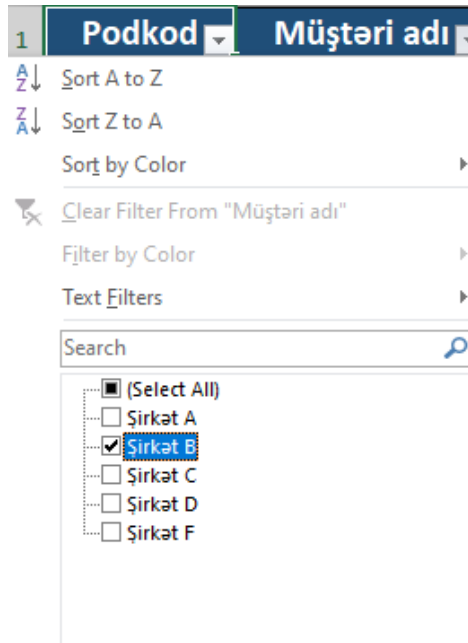 1 Podkod Müştəri adı
Sort A to Z
Sort Z to A
Sort by Color
Clear Filter From "Müştəri adı"
Filter by Color
Text Filters
Search
(Select All)
Şirkət A
Şirkət B
Şirkət C
Şirkət D
Şirkət F